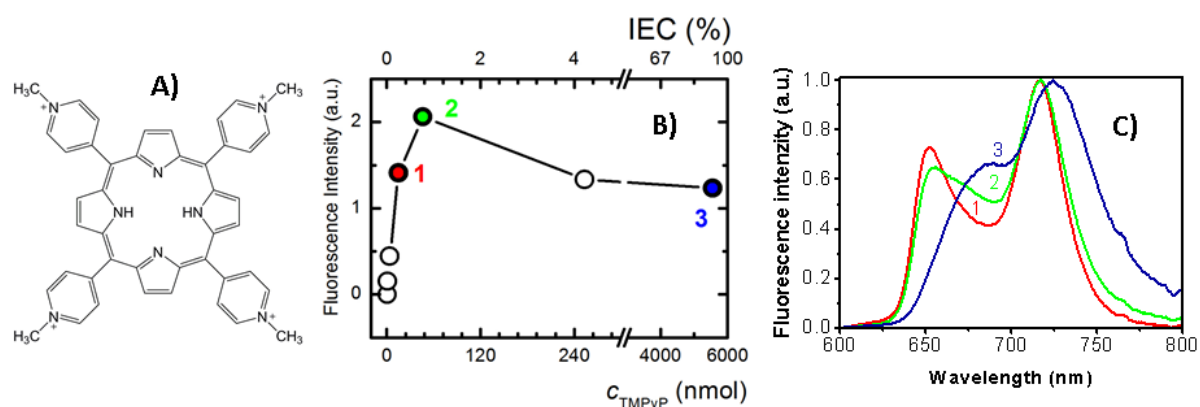 A)
H₃C
CH₃
N⁺
N⁺
N
NH
HN
N
N⁺
N⁺
H₃C
CH₃
IEC (%)
0 2 4 67 100
Fluorescence Intensity (a.u.)
2
1
0
B)
2
1
3
0 120 240 4000 6000
cTMPyP (nmol)
C)
Fluorescence intenzity (a.u.)
1.0
0.8
0.6
0.4
0.2
0.0
3
2
1
600 650 700 750 800
Wavelength (nm)